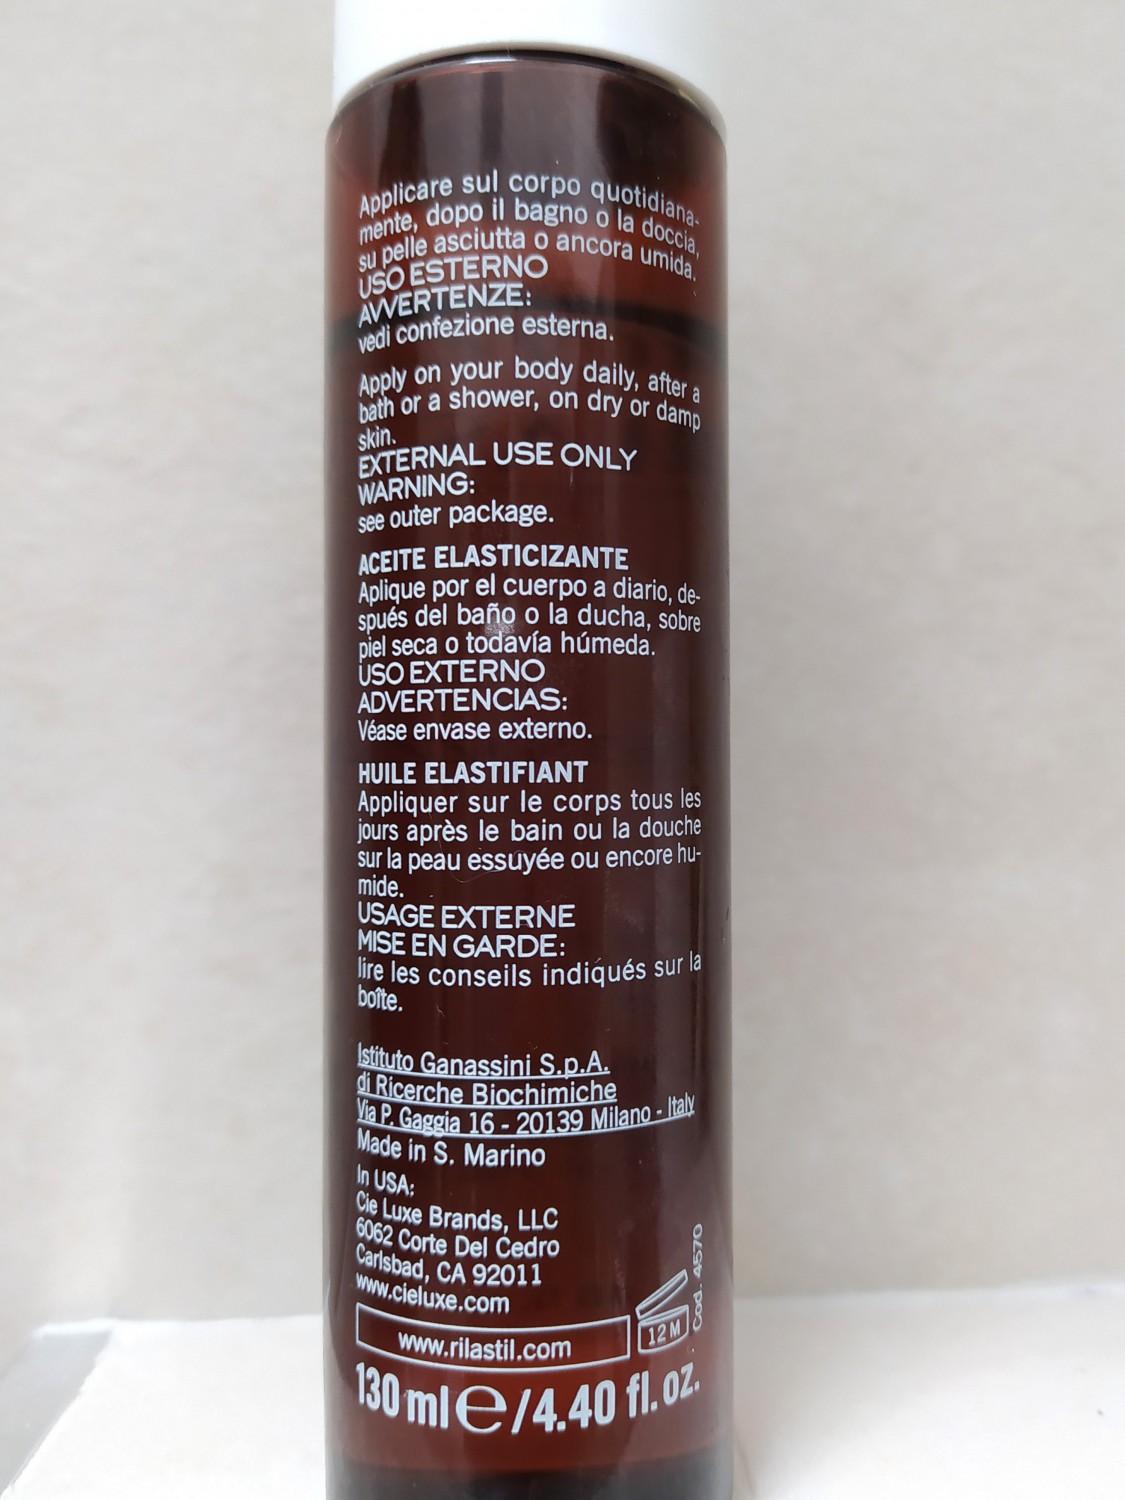 Applicare sul corpo quotidiana-
mente, dopo il bagno o la doccia,
su pelle asciutta o ancora umida.
USO ESTERNO
AVVERTENZE:
vedi confezione esterna.
Apply on your body daily, after a
bath or a shower, on dry or damp
skin.
EXTERNAL USE ONLY
WARNING:
see outer package.
ACEITE ELASTICIZANTE
Aplique por el cuerpo a diario, de-
spués del baño o la ducha, sobre
piel seca o todavía húmeda.
USO EXTERNO
ADVERTENCIAS:
Véase envase externo.
HUILE ELASTIFIANT
Appliquer sur le corps tous les
jours après le bain ou la douche
sur la peau essuyée ou encore hu-
mide.
USAGE EXTERNE
MISE EN GARDE:
lire les conseils indiqués sur la
boîte.
Istituto Ganassini S.p.A.
di Ricerche Biochimiche
Via P. Gaggia 16 - 20139 Milano - Italy
Made in S. Marino
In USA:
Cie Luxe Brands, LLC
6062 Corte Del Cedro
Carlsbad, CA 92011
www.cieluxe.com
www.rilastil.com
12 M
Cod. 4570
130 ml e / 4.40 fl. oz.